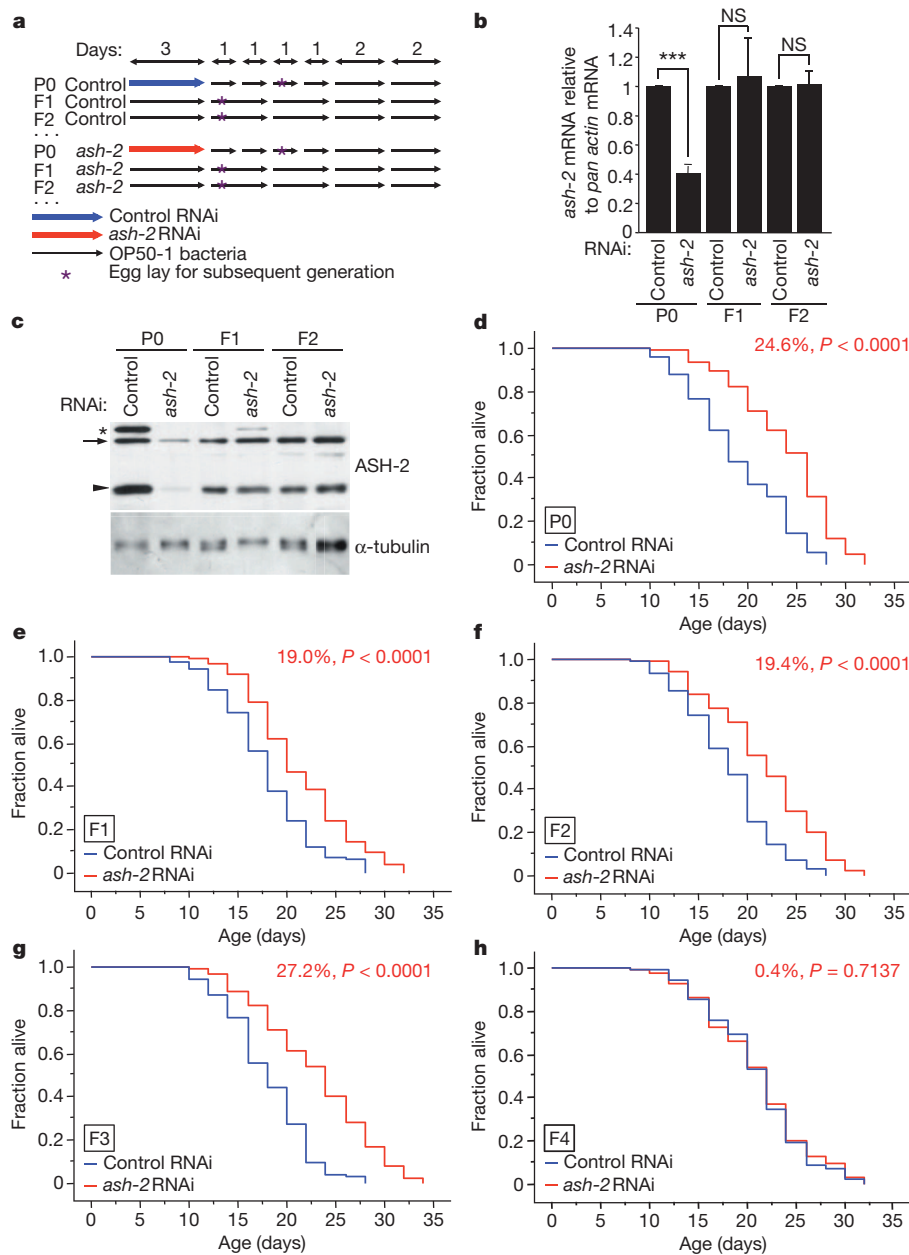 a
Days: 3 1 1 1 1 2 2
P0 Control
F1 Control
F2 Control
. . .
P0 ash-2
F1 ash-2
F2 ash-2
. . .
Control RNAi
ash-2 RNAi
OP50-1 bacteria
* Egg lay for subsequent generation
b
ash-2 mRNA relative
to pan actin mRNA
1.4
1.2
1.0
0.8
0.6
0.4
0.2
0
***
NS
NS
RNAi:
Control
ash-2
Control
ash-2
Control
ash-2
P0 F1 F2
c
P0 F1 F2
RNAi:
Control
ash-2
Control
ash-2
Control
ash-2
*
ASH-2
α-tubulin
d
24.6%, P < 0.0001
Fraction alive
1.0
0.8
0.6
0.4
0.2
0
P0
Control RNAi
ash-2 RNAi
0 5 10 15 20 25 30 35
Age (days)
e
19.0%, P < 0.0001
Fraction alive
1.0
0.8
0.6
0.4
0.2
0
F1
Control RNAi
ash-2 RNAi
0 5 10 15 20 25 30 35
Age (days)
f
19.4%, P < 0.0001
Fraction alive
1.0
0.8
0.6
0.4
0.2
0
F2
Control RNAi
ash-2 RNAi
0 5 10 15 20 25 30 35
Age (days)
g
27.2%, P < 0.0001
Fraction alive
1.0
0.8
0.6
0.4
0.2
0
F3
Control RNAi
ash-2 RNAi
0 5 10 15 20 25 30 35
Age (days)
h
0.4%, P = 0.7137
Fraction alive
1.0
0.8
0.6
0.4
0.2
0
F4
Control RNAi
ash-2 RNAi
0 5 10 15 20 25 30 35
Age (days)